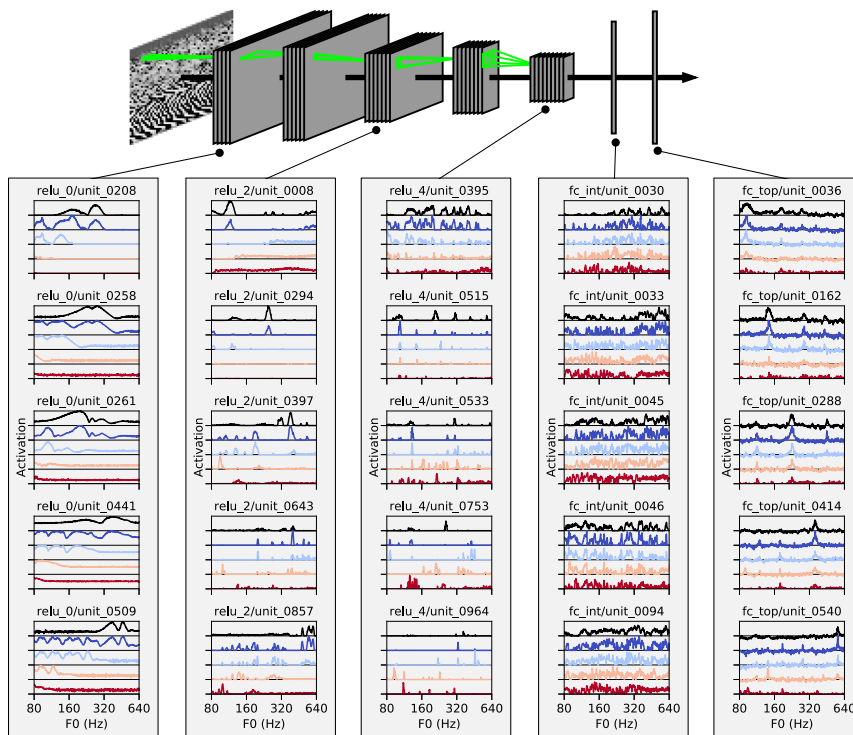 relu_0/unit_0208
relu_2/unit_0008
relu_4/unit_0395
fc_int/unit_0030
fc_top/unit_0036
relu_0/unit_0258
relu_2/unit_0294
relu_4/unit_0515
fc_int/unit_0033
fc_top/unit_0162
relu_0/unit_0261
relu_2/unit_0397
relu_4/unit_0533
fc_int/unit_0045
fc_top/unit_0288
Activation
Activation
Activation
Activation
Activation
relu_0/unit_0441
relu_2/unit_0643
relu_4/unit_0753
fc_int/unit_0046
fc_top/unit_0414
relu_0/unit_0509
relu_2/unit_0857
relu_4/unit_0964
fc_int/unit_0094
fc_top/unit_0540
80 160 320 640
80 160 320 640
80 160 320 640
80 160 320 640
80 160 320 640
F0 (Hz)
F0 (Hz)
F0 (Hz)
F0 (Hz)
F0 (Hz)